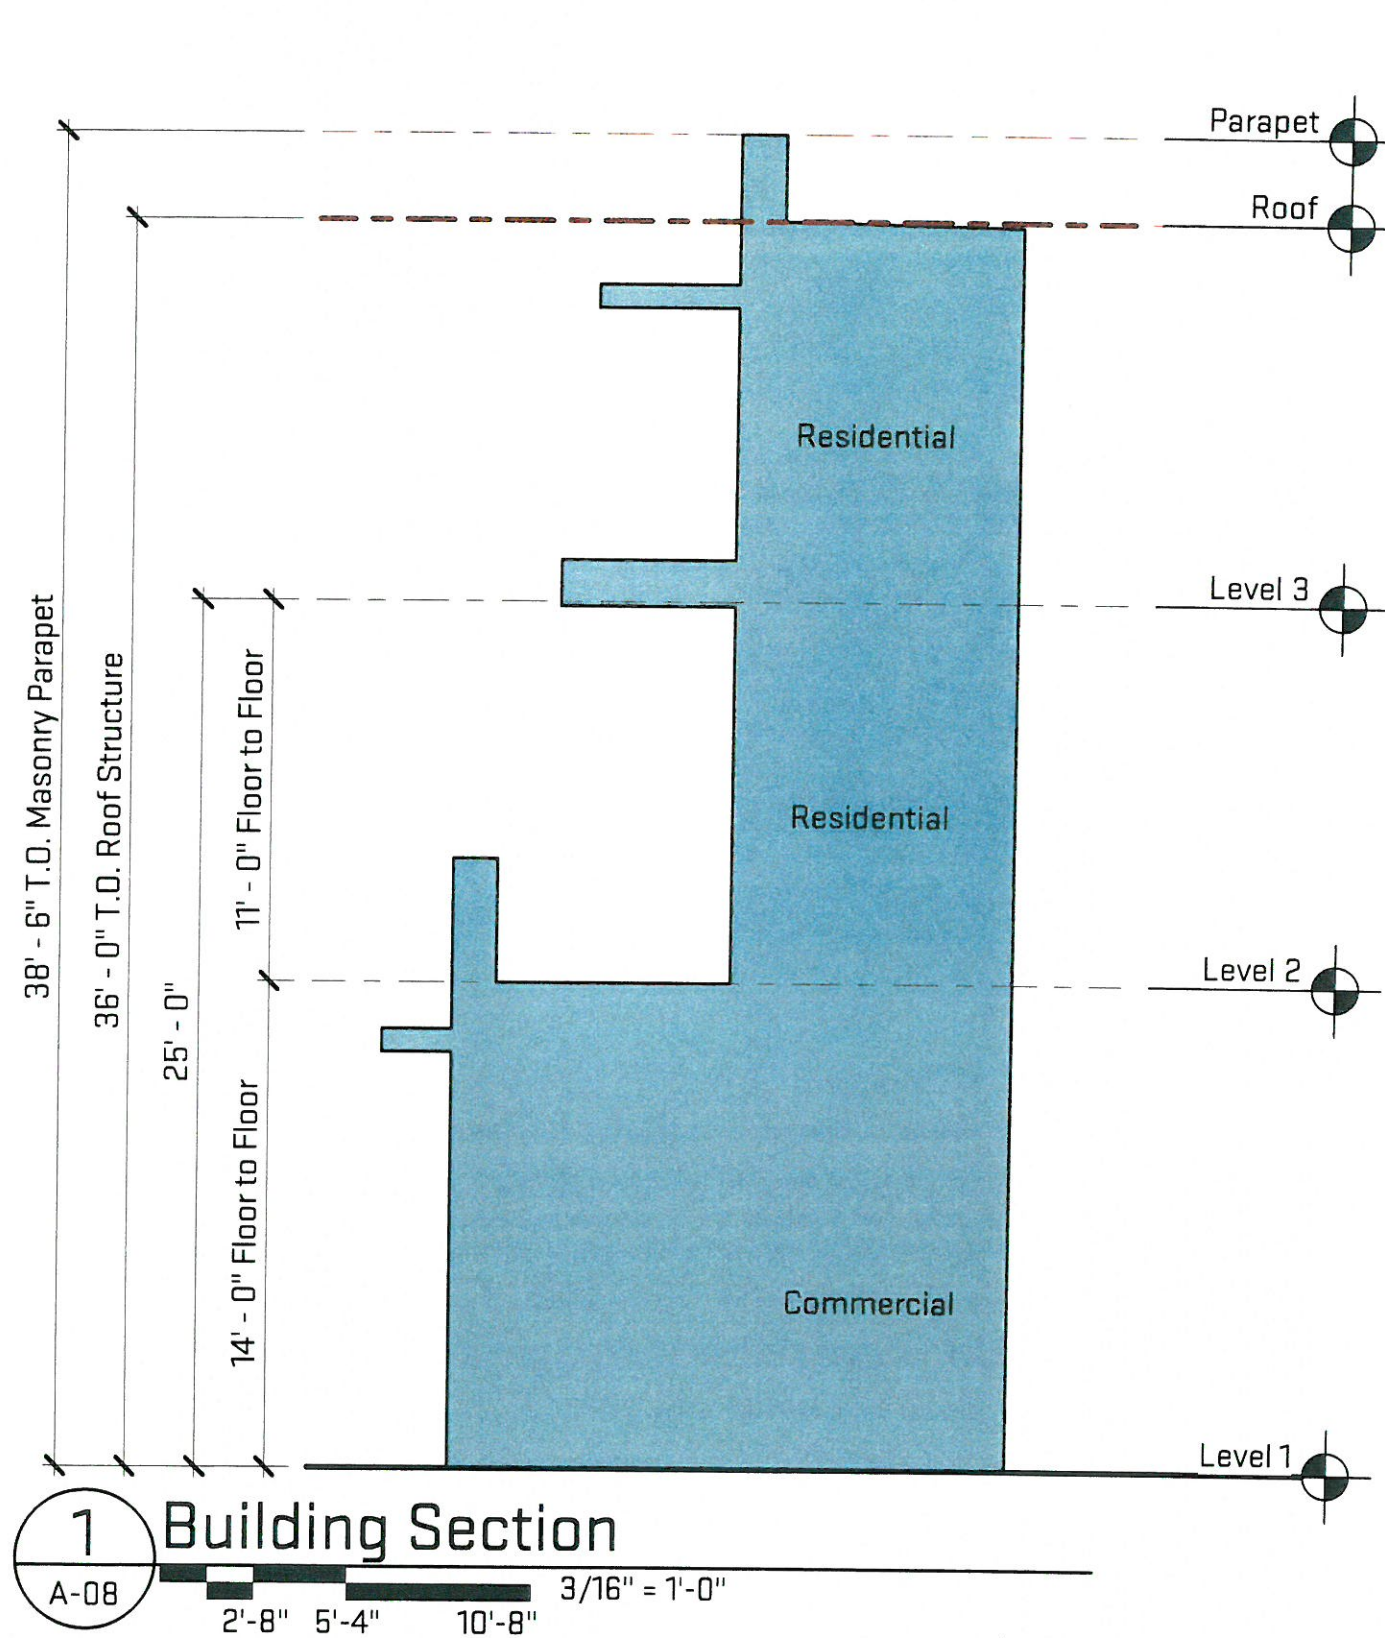 Parapet
Roof
Residential
Level 3
38' - 6" T.O. Masonry Parapet
36' - 0" T.O. Roof Structure
25' - 0"
11' - 0" Floor to Floor
Residential
Level 2
14' - 0" Floor to Floor
Commercial
Level 1
1
A-08
Building Section
3/16" = 1'-0"
2'-8" 5'-4" 10'-8"